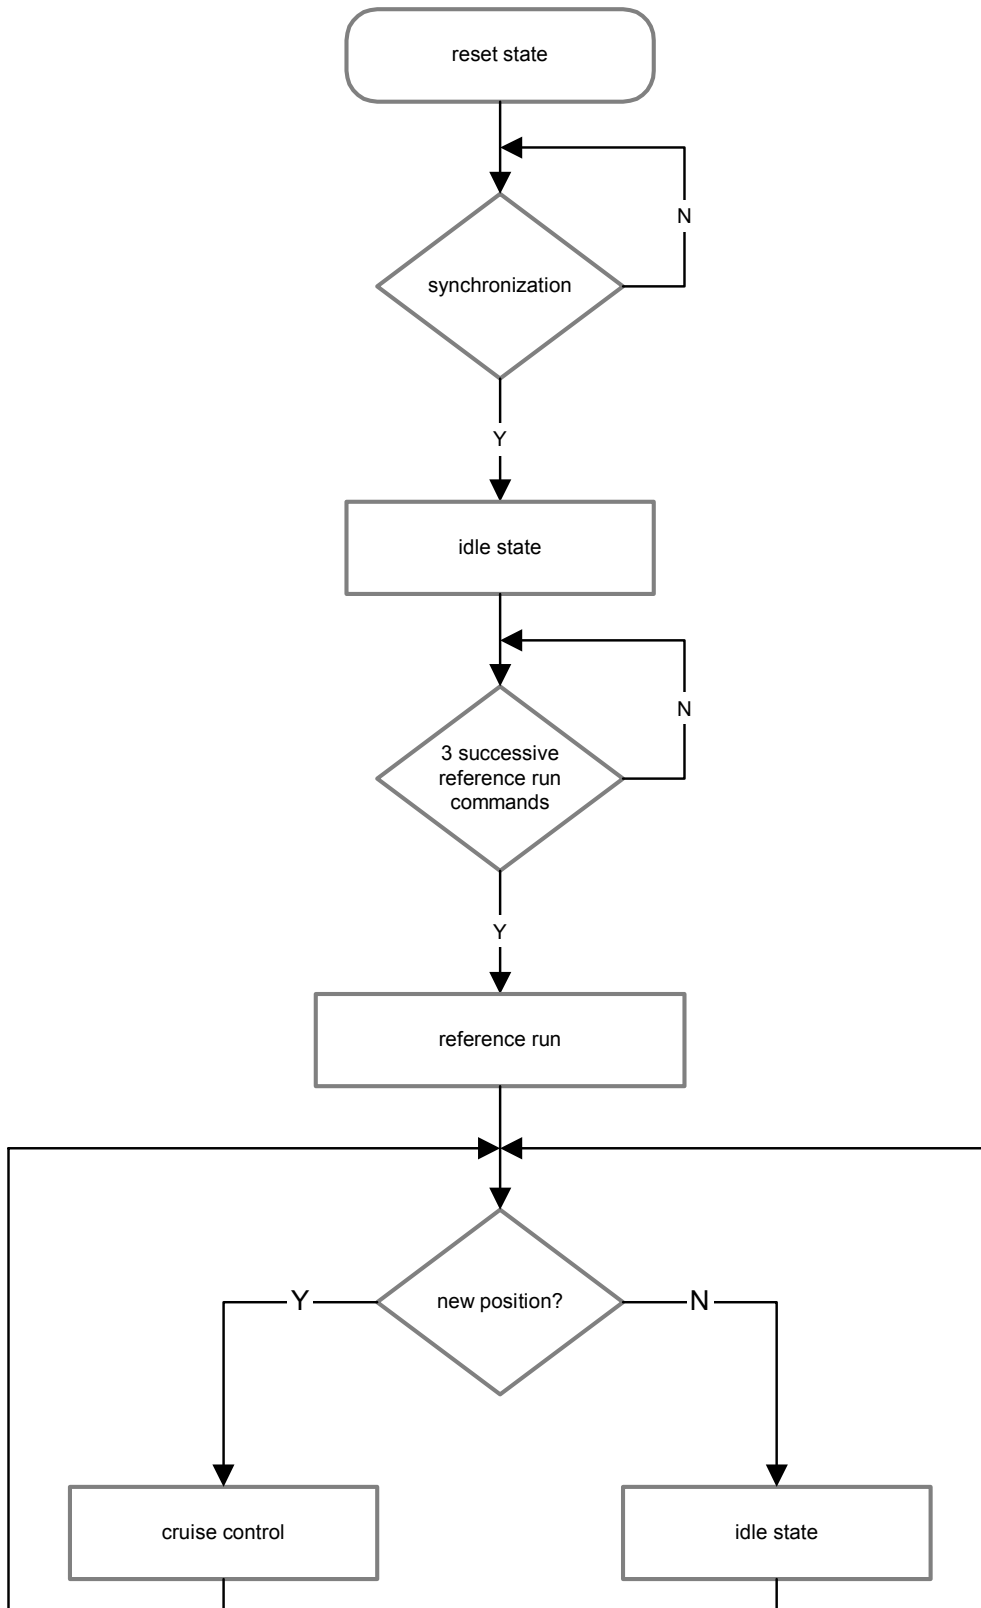 reset state
N
synchronization
Y
idle state
N
3 successive
reference run
commands
Y
reference run
Y
new position?
N
cruise control
idle state